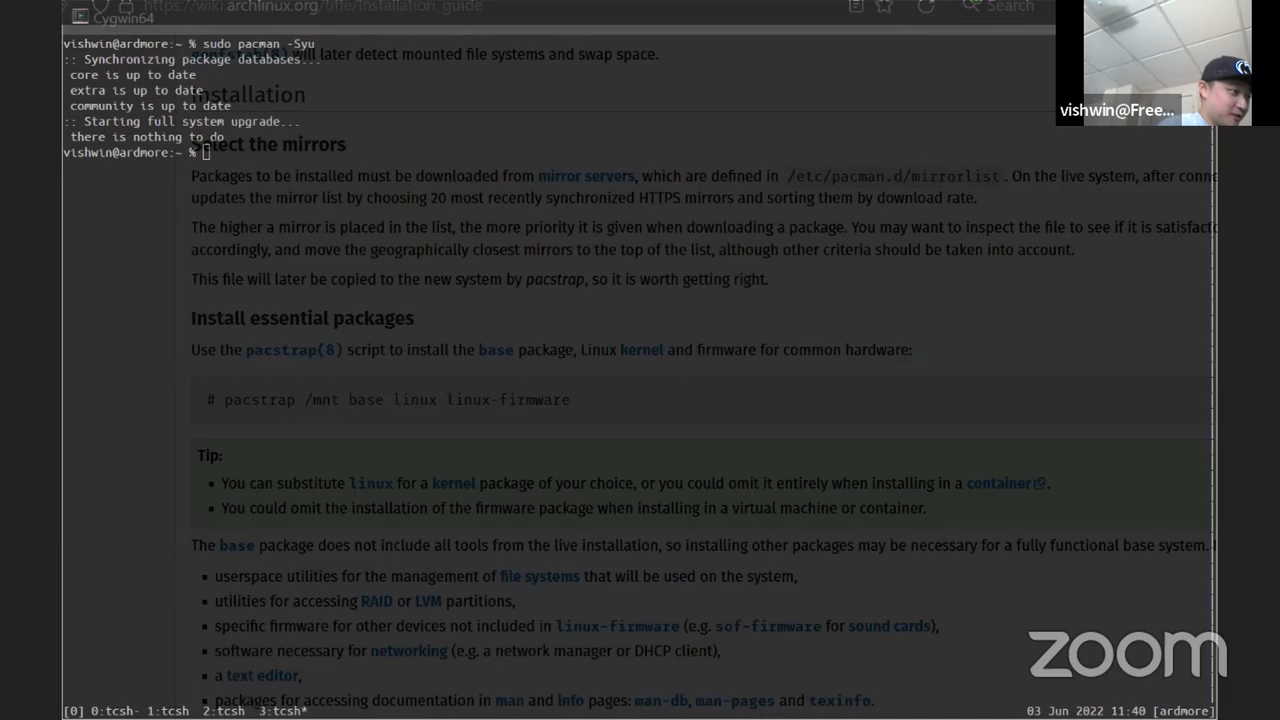 https://wiki.archlinux.org/title/Installation_guide
Search
Cygwin64
vishwin@ardmore:~ % sudo pacman -Syu
:: Synchronizing package databases...
core is up to date
extra is up to date
community is up to date
:: Starting full system upgrade...
there is nothing to do
vishwin@ardmore:~ %
genfstab(8) will later detect mounted file systems and swap space.
Installation
Select the mirrors
Packages to be installed must be downloaded from mirror servers, which are defined in /etc/pacman.d/mirrorlist. On the live system, after conne
updates the mirror list by choosing 20 most recently synchronized HTTPS mirrors and sorting them by download rate.
The higher a mirror is placed in the list, the more priority it is given when downloading a package. You may want to inspect the file to see if it is satisfacto
accordingly, and move the geographically closest mirrors to the top of the list, although other criteria should be taken into account.
This file will later be copied to the new system by pacstrap, so it is worth getting right.
Install essential packages
Use the pacstrap(8) script to install the base package, Linux kernel and firmware for common hardware:
# pacstrap /mnt base linux linux-firmware
Tip:
▪ You can substitute linux for a kernel package of your choice, or you could omit it entirely when installing in a container.
▪ You could omit the installation of the firmware package when installing in a virtual machine or container.
The base package does not include all tools from the live installation, so installing other packages may be necessary for a fully functional base system.
▪ userspace utilities for the management of file systems that will be used on the system,
▪ utilities for accessing RAID or LVM partitions,
▪ specific firmware for other devices not included in linux-firmware (e.g. sof-firmware for sound cards),
▪ software necessary for networking (e.g. a network manager or DHCP client),
▪ a text editor,
▪ packages for accessing documentation in man and info pages: man-db, man-pages and texinfo.
[0] 0:tcsh- 1:tcsh 2:tcsh 3:tcsh*
03 Jun 2022 11:40 [ardmore]
vishwin@Free...
zoom